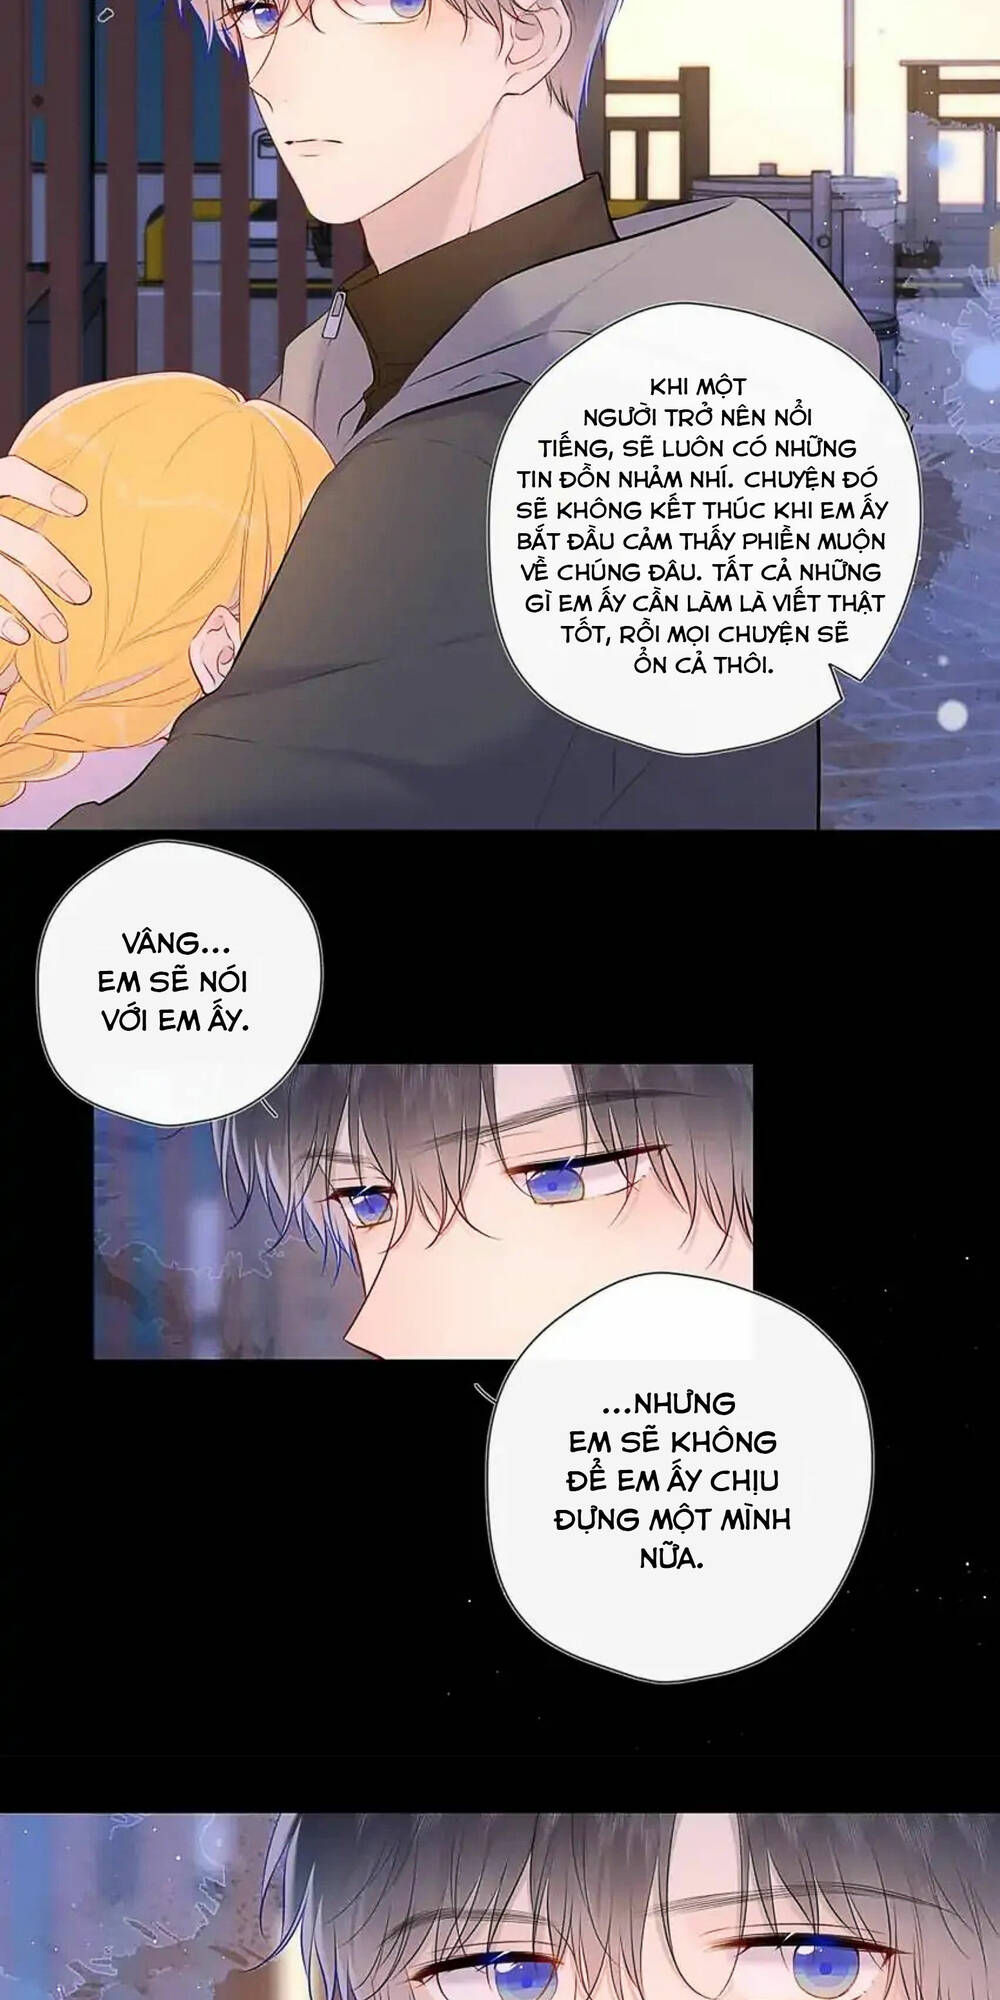 KHI MỘT
NGƯỜI TRỞ NÊN NỔI
TIẾNG, SẼ LUÔN CÓ NHỮNG
TIN ĐỒN NHẢM NHÍ. CHUYỆN ĐÓ
SẼ KHÔNG KẾT THÚC KHI EM ẤY
BẮT ĐẦU CẢM THẤY PHIỀN MUỘN
VỀ CHÚNG ĐÂU. TẤT CẢ NHỮNG
GÌ EM ẤY CẦN LÀM LÀ VIẾT THẬT
TỐT, RỒI MỌI CHUYỆN SẼ
ỔN CẢ THÔI.
VÂNG...
EM SẼ NÓI
VỚI EM ẤY.
...NHƯNG
EM SẼ KHÔNG
ĐỂ EM ẤY CHỊU
ĐỰNG MỘT MÌNH
NỮA.